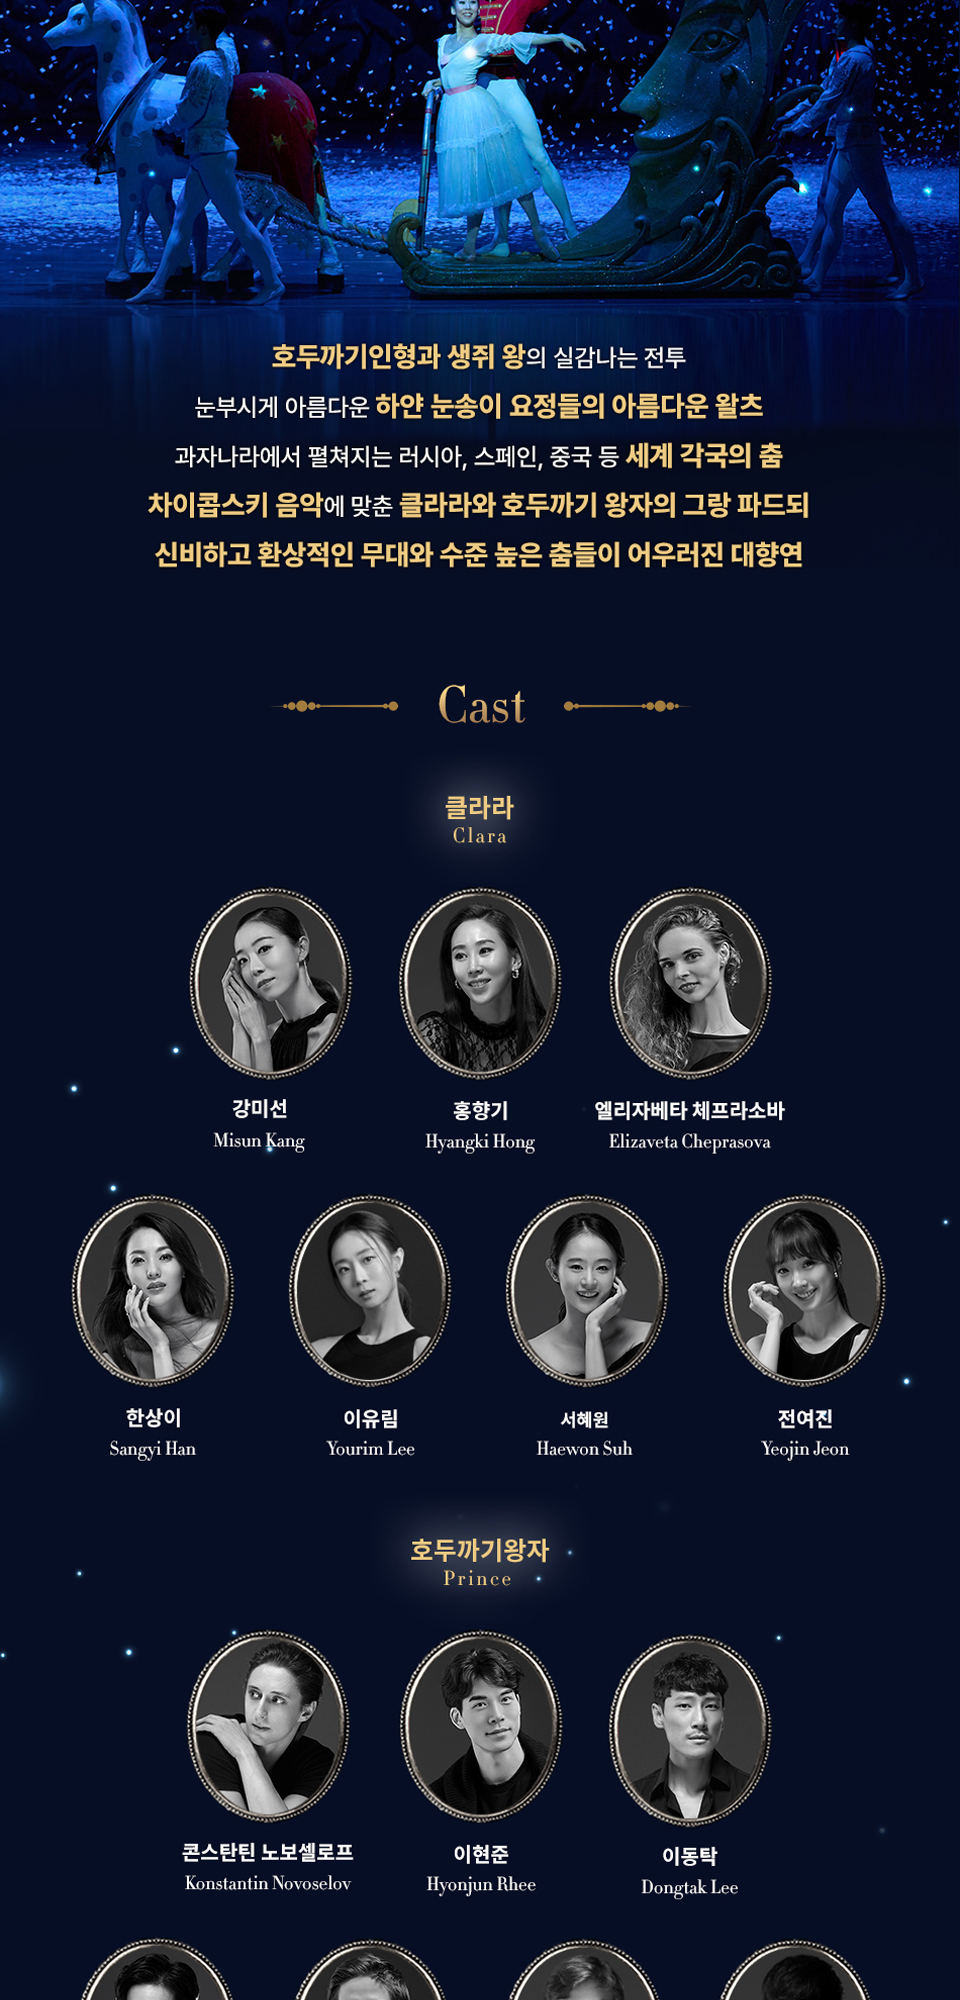 호두까기인형과 생쥐 왕의 실감나는 전투
눈부시게 아름다운 하얀 눈송이 요정들의 아름다운 왈츠
과자나라에서 펼쳐지는 러시아, 스페인, 중국 등 세계 각국의 춤
차이콥스키 음악에 맞춘 클라라와 호두까기 왕자의 그랑 파드되
신비하고 환상적인 무대와 수준 높은 춤들이 어우러진 대향연
Cast
클라라
Clara
강미선 홍향기 엘리자베타 체프라소바
Misun Kang Hyangki Hong Elizaveta Cheprasova
한상이 이유림 서혜원 전여진
Sangyi Han Yourim Lee Haewon Suh Yeojin Jeon
호두까기왕자
Prince
콘스탄틴 노보셀로프 이현준 이동탁
Konstantin Novoselov Hyonjun Rhee Dongtak Lee